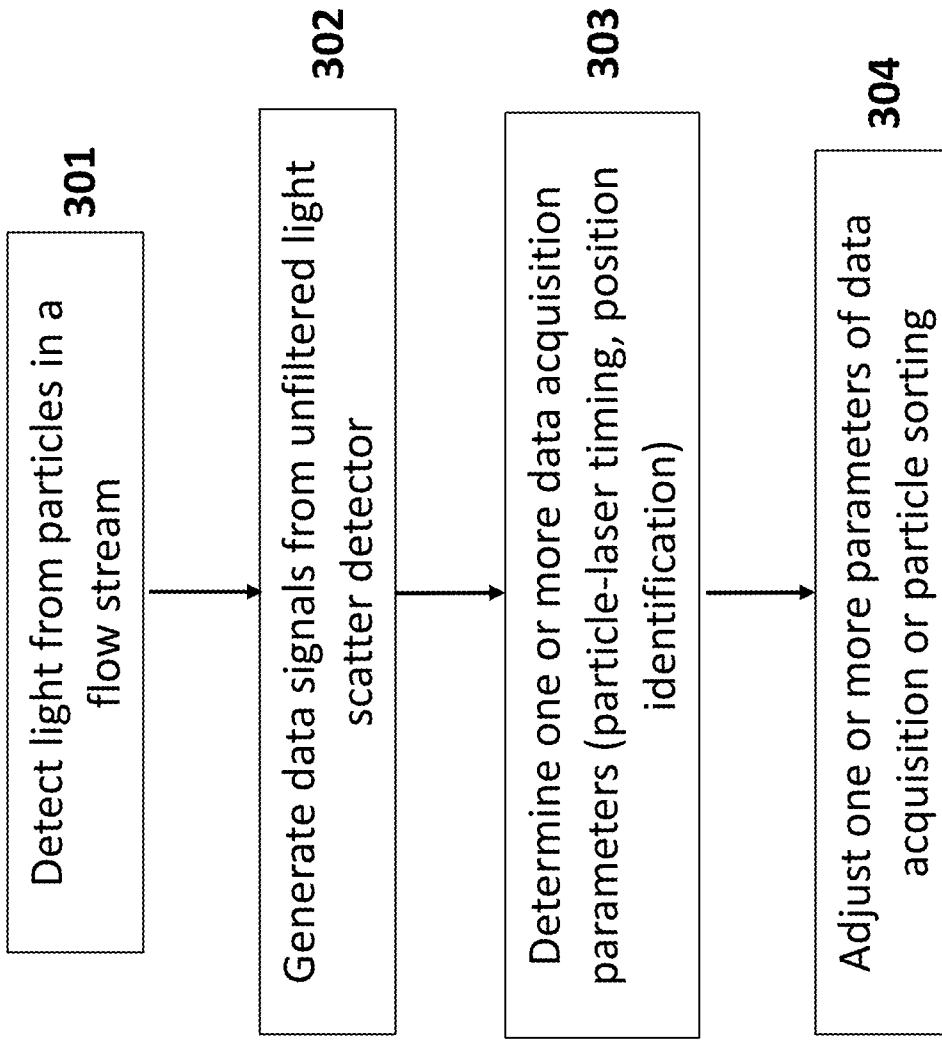 Detect light from particles in a
flow stream
301
Generate data signals from unfiltered light
scatter detector
302
Determine one or more data acquisition
parameters (particle-laser timing, position
identification)
303
Adjust one or more parameters of data
acquisition or particle sorting
304